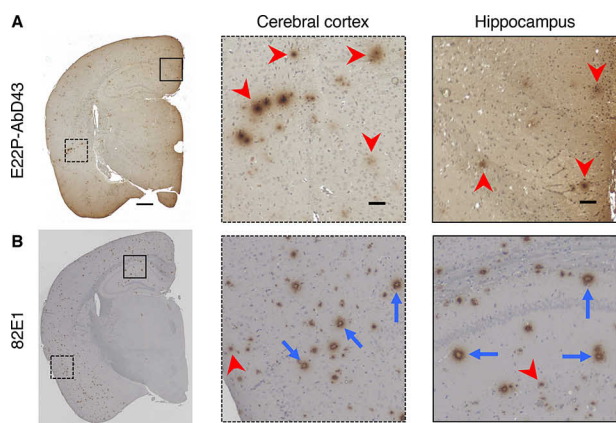 A
Cerebral cortex
Hippocampus
E22P-AbD43
B
82E1